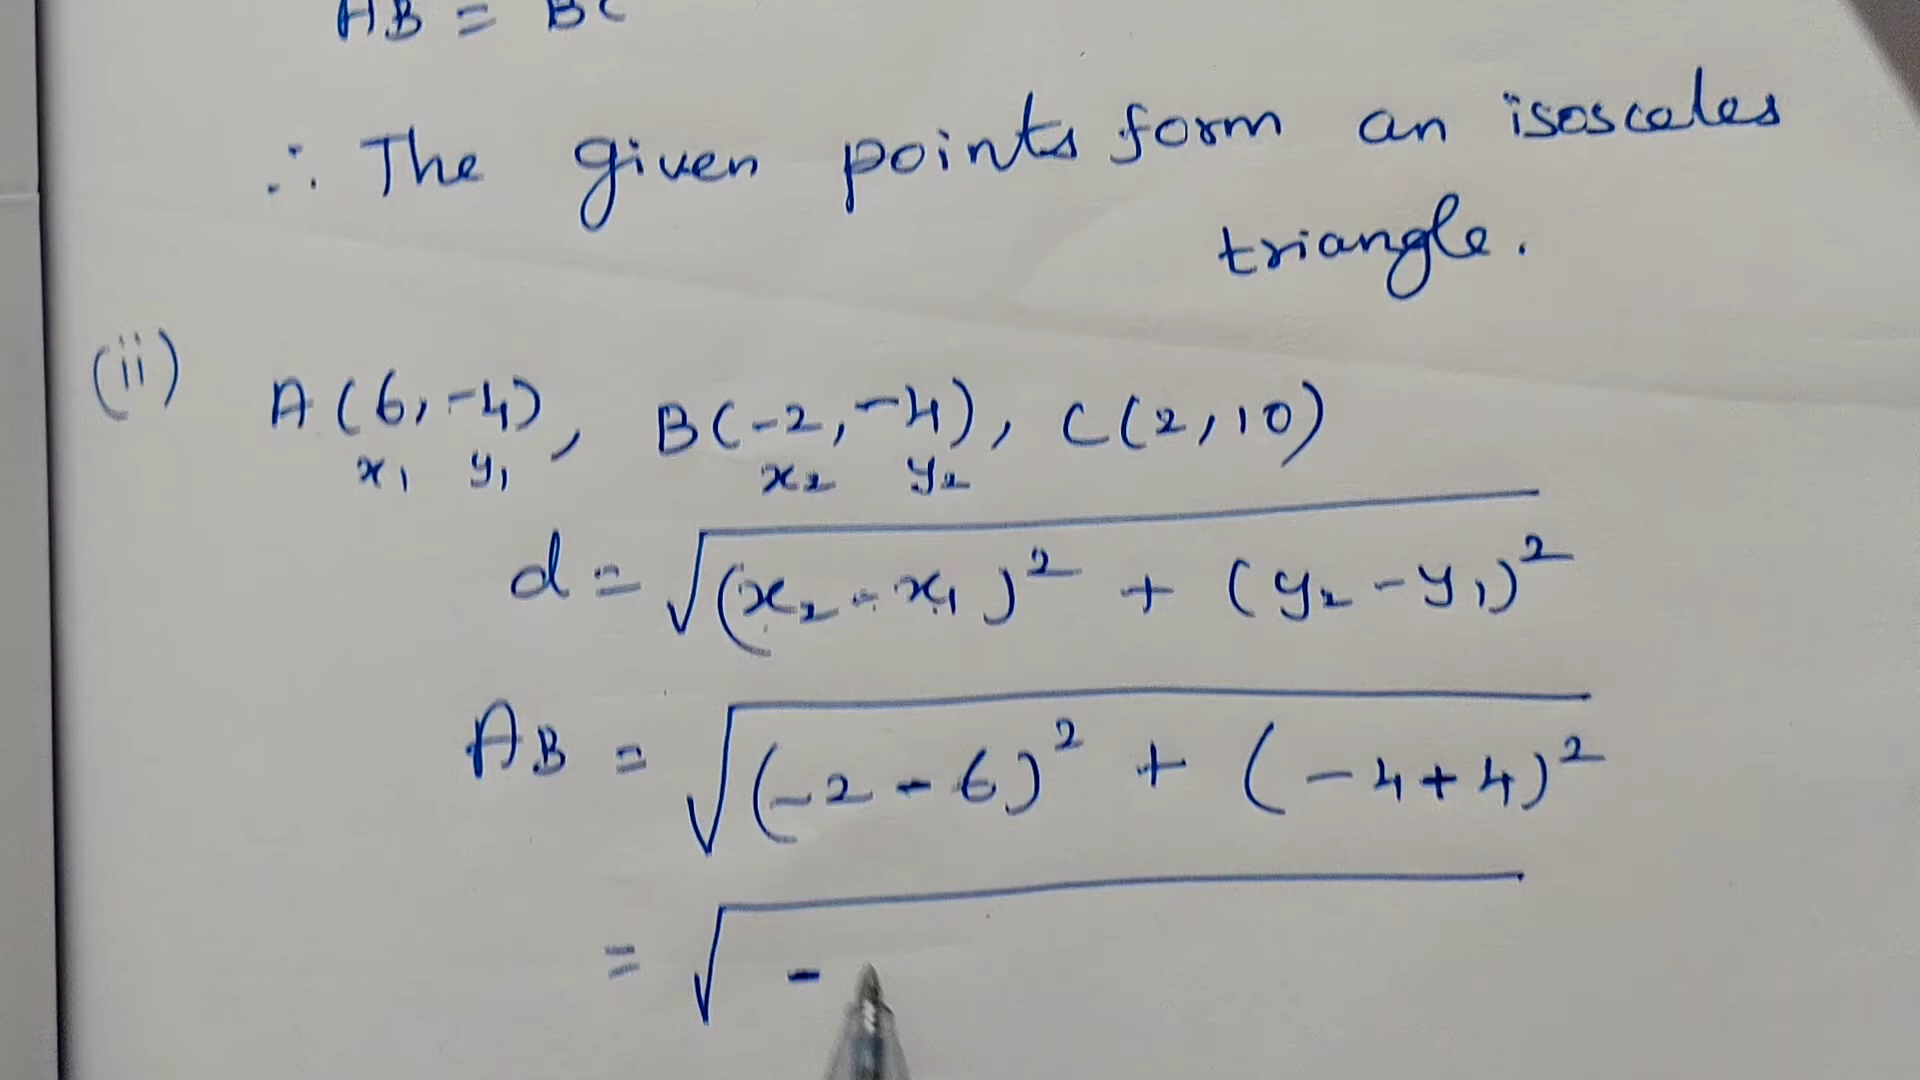 AB = BC
∴ The given points form an isosceles
triangle.
(ii) A(6,-4), B(-2,-4), C(2,10)
x₁ y₁ x₂ y₂
d = √(x₂-x₁)² + (y₂-y₁)²
AB = √(-2-6)² + (-4+4)²
= √ -